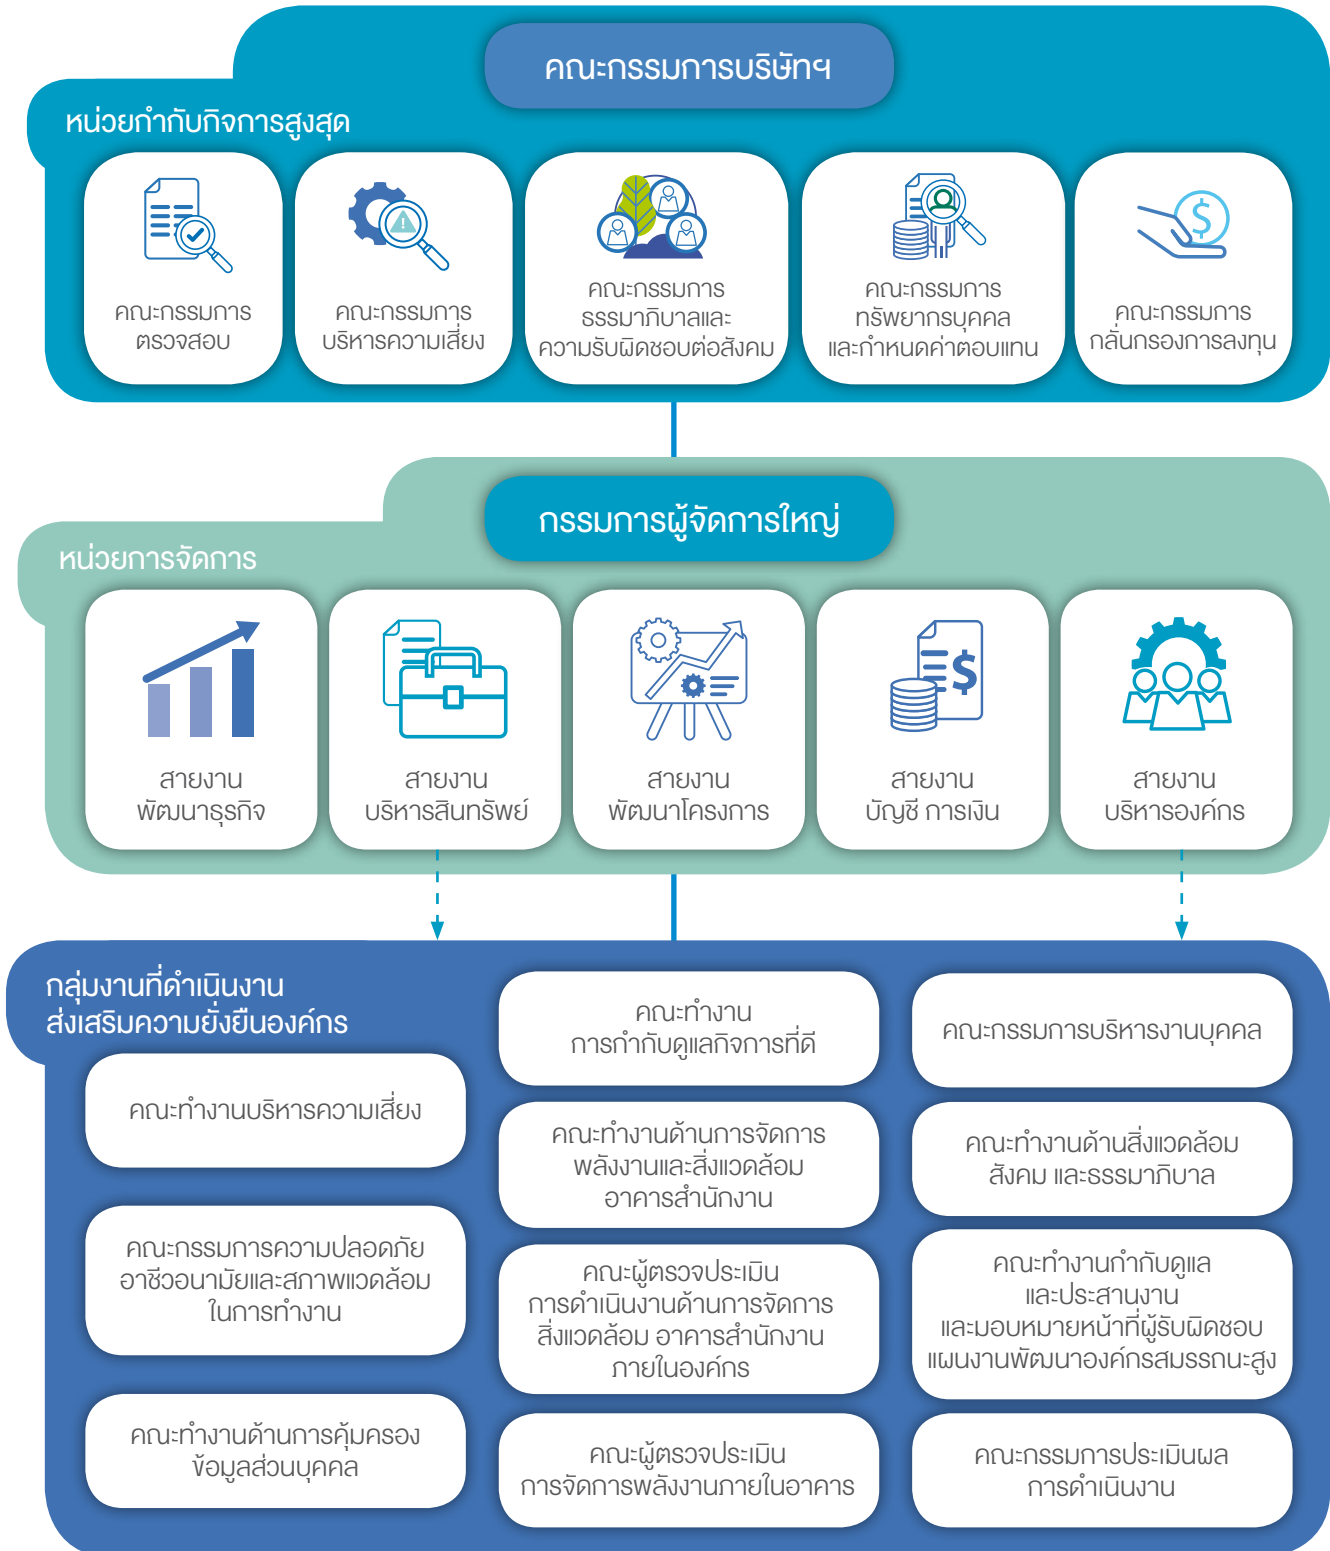 คณะกรรมการบริษัทฯ
หน่วยกำกับกิจการสูงสุด
คณะกรรมการ
ตรวจสอบ
คณะกรรมการ
บริหารความเสี่ยง
คณะกรรมการ
ธรรมาภิบาลและ
ความรับผิดชอบต่อสังคม
คณะกรรมการ
ทรัพยากรบุคคล
และกำหนดค่าตอบแทน
คณะกรรมการ
กลั่นกรองการลงทุน
กรรมการผู้จัดการใหญ่
หน่วยการจัดการ
สายงาน
พัฒนาธุรกิจ
สายงาน
บริหารสินทรัพย์
สายงาน
พัฒนาโครงการ
สายงาน
บัญชี การเงิน
สายงาน
บริหารองค์กร
กลุ่มงานที่ดำเนินงาน
ส่งเสริมความยั่งยืนองค์กร
คณะทำงานบริหารความเสี่ยง
คณะกรรมการความปลอดภัย
อาชีวอนามัยและสภาพแวดล้อม
ในการทำงาน
คณะทำงานด้านการคุ้มครอง
ข้อมูลส่วนบุคคล
คณะทำงาน
การกำกับดูแลกิจการที่ดี
คณะทำงานด้านการจัดการ
พลังงานและสิ่งแวดล้อม
อาคารสำนักงาน
คณะผู้ตรวจประเมิน
การดำเนินงานด้านการจัดการ
สิ่งแวดล้อม อาคารสำนักงาน
ภายในองค์กร
คณะผู้ตรวจประเมิน
การจัดการพลังงานภายในอาคาร
คณะกรรมการบริหารงานบุคคล
คณะทำงานด้านสิ่งแวดล้อม
สังคม และธรรมาภิบาล
คณะทำงานกำกับดูแล
และประสานงาน
และมอบหมายหน้าที่ผู้รับผิดชอบ
แผนงานพัฒนาองค์กรสมรรถนะสูง
คณะกรรมการประเมินผล
การดำเนินงาน